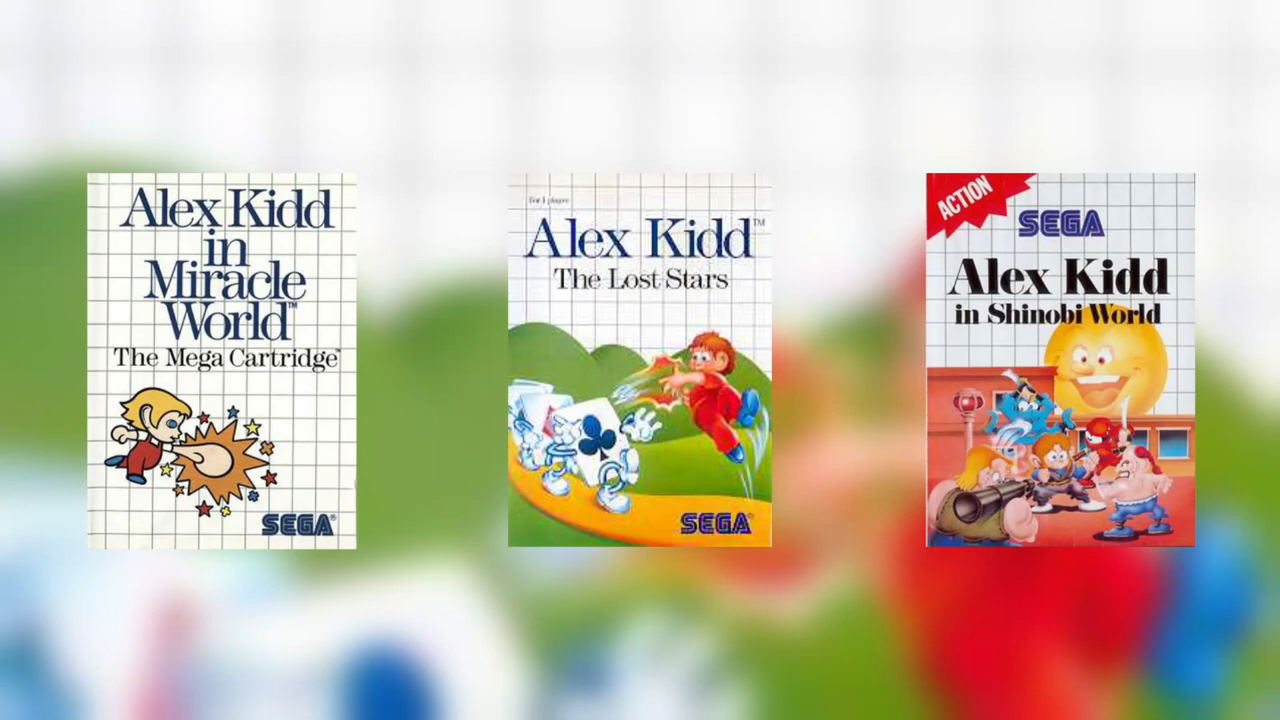 Alex Kidd
in
Miracle
World™
The Mega Cartridge™
SEGA®
For 1 player
Alex Kidd™
The Lost Stars
SEGA®
ACTION
SEGA
Alex Kidd
in Shinobi World